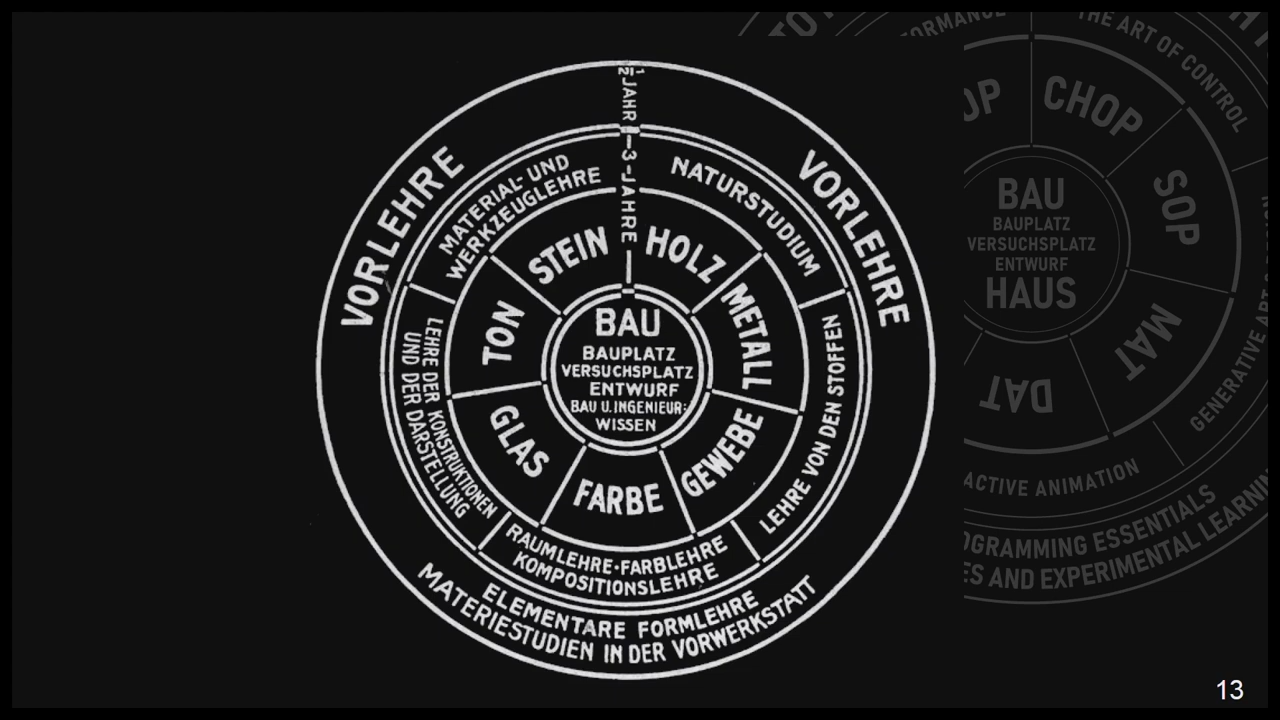 ½ JAHR
3 JAHRE
VORLEHRE
VORLEHRE
ELEMENTARE FORMLEHRE
MATERIESTUDIEN IN DER VORWERKSTATT
MATERIAL- UND
WERKZEUGLEHRE
NATURSTUDIUM
LEHRE VON DEN STOFFEN
RAUMLEHRE·FARBLEHRE
KOMPOSITIONSLEHRE
LEHRE DER KONSTRUKTIONEN
UND DER DARSTELLUNG
STEIN
HOLZ
METALL
GEWEBE
FARBE
GLAS
TON
BAU
BAUPLATZ
VERSUCHSPLATZ
ENTWURF
BAU U. INGENIEUR:
WISSEN
THE ART OF CONTROL
CHOP
SOP
MAT
DAT
BAU
BAUPLATZ
VERSUCHSPLATZ
ENTWURF
HAUS
GENERATIVE
ACTIVE ANIMATION
OGRAMMING ESSENTIALS
ES AND EXPERIMENTAL LEARNIN
13